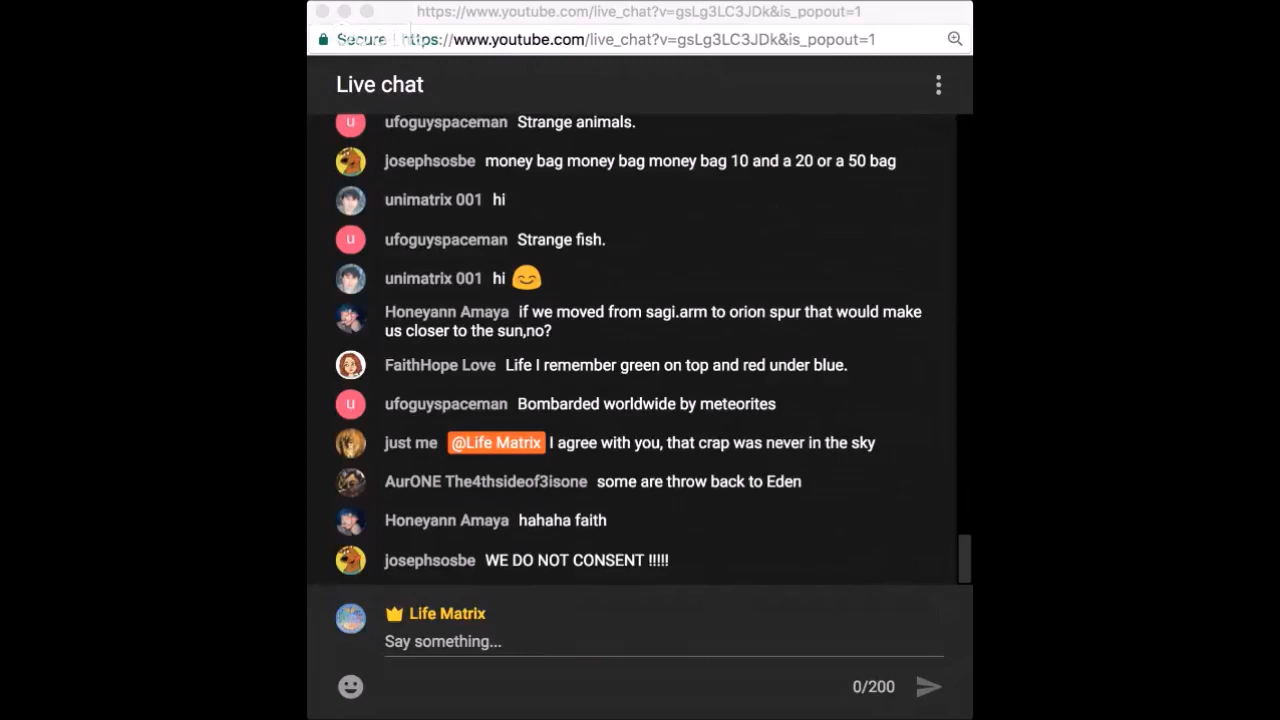 https://www.youtube.com/live_chat?v=gsLg3LC3JDk&is_popout=1
Secure https://www.youtube.com/live_chat?v=gsLg3LC3JDk&is_popout=1
Live chat
u ufoguyspaceman Strange animals.
josephsosbe money bag money bag money bag 10 and a 20 or a 50 bag
unimatrix 001 hi
u ufoguyspaceman Strange fish.
unimatrix 001 hi 😊
Honeyann Amaya if we moved from sagi.arm to orion spur that would make
us closer to the sun,no?
FaithHope Love Life I remember green on top and red under blue.
u ufoguyspaceman Bombarded worldwide by meteorites
just me @Life Matrix I agree with you, that crap was never in the sky
AurONE The4thsideof3isone some are throw back to Eden
Honeyann Amaya hahaha faith
josephsosbe WE DO NOT CONSENT !!!!!
Life Matrix
Say something...
0/200